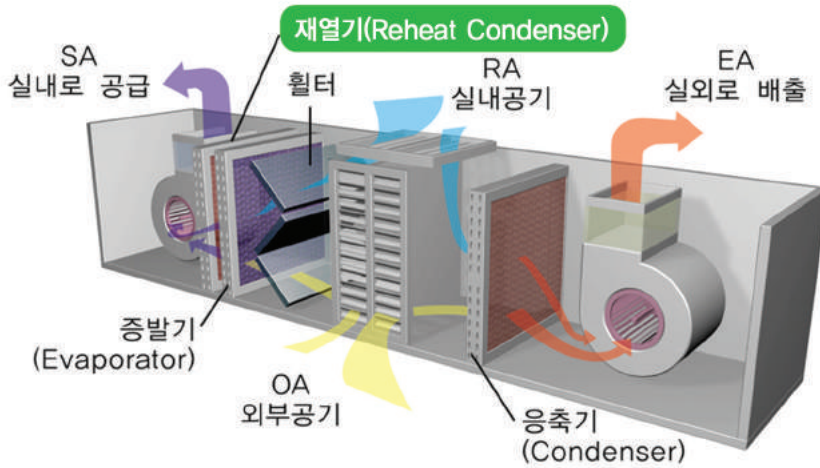 재열기(Reheat Condenser)
SA
실내로 공급
휠터
RA
실내공기
EA
실외로 배출
증발기
(Evaporator)
OA
외부공기
응축기
(Condenser)